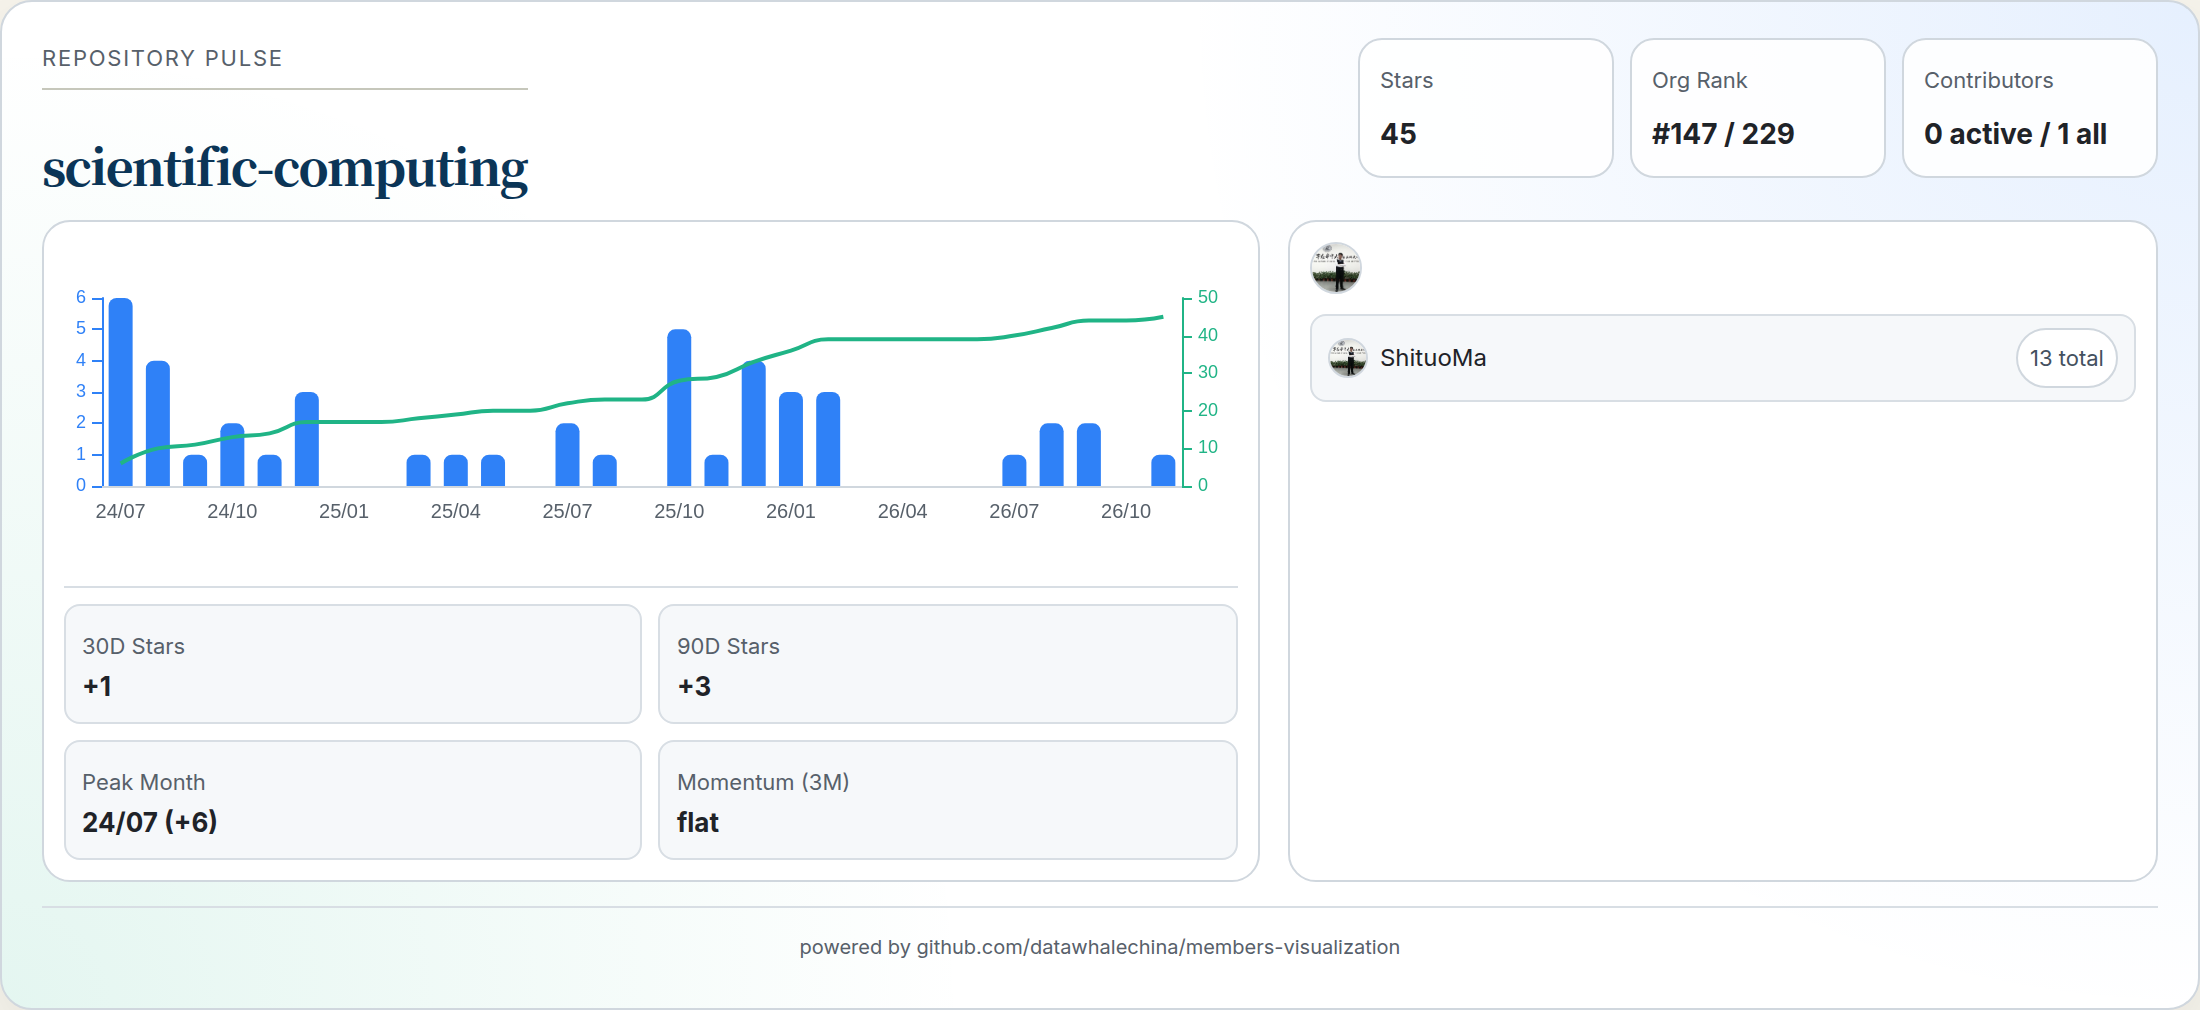 REPOSITORY PULSE
scientific-computing
Stars
45
Org Rank
#147 / 229
Contributors
0 active / 1 all
6
5
4
3
2
1
0
50
40
30
20
10
0
24/07 24/10 25/01 25/04 25/07 25/10 26/01 26/04 26/07 26/10
30D Stars
+1
90D Stars
+3
Peak Month
24/07 (+6)
Momentum (3M)
flat
ShituoMa
13 total
powered by github.com/datawhalechina/members-visualization